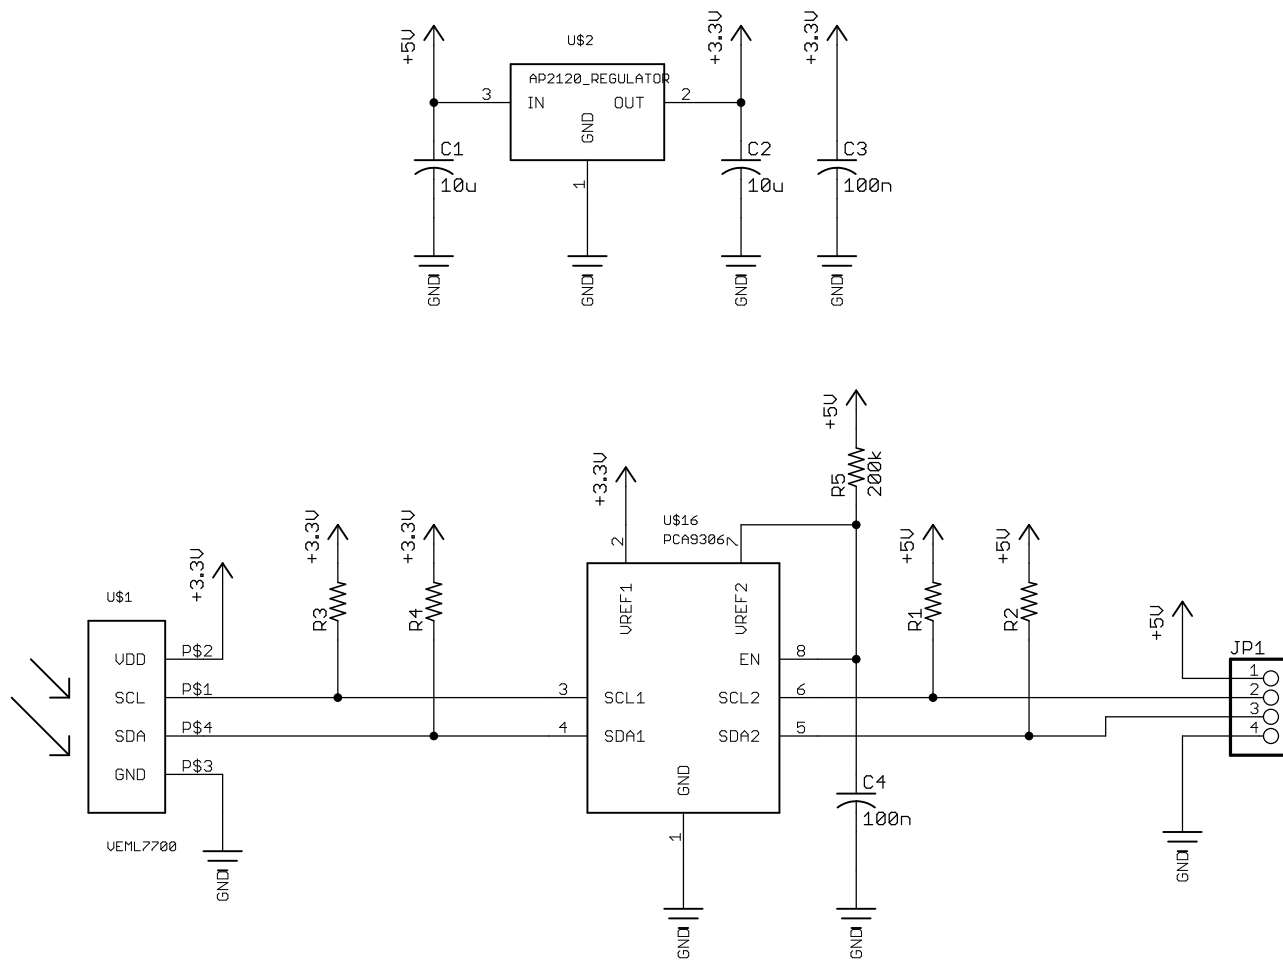 +5V
U$2
+3.3V
+3.3V
AP2120_REGULATOR
3
IN
OUT
2
GND
C1
10u
C2
10u
C3
100n
1
GND
GND
GND
GND
+5V
R5
200k
+3.3V
U$16
PCA9306
2
7
+3.3V
+3.3V
+5V
+5V
+3.3V
R3
R4
VREF1
VREF2
R1
R2
U$1
+5V
JP1
VDD
P$2
EN
8
1
SCL
P$1
3
SCL1
SCL2
6
2
SDA
P$4
4
SDA1
SDA2
5
3
4
GND
P$3
GND
C4
100n
VEML7700
1
GND
GND
GND
GND